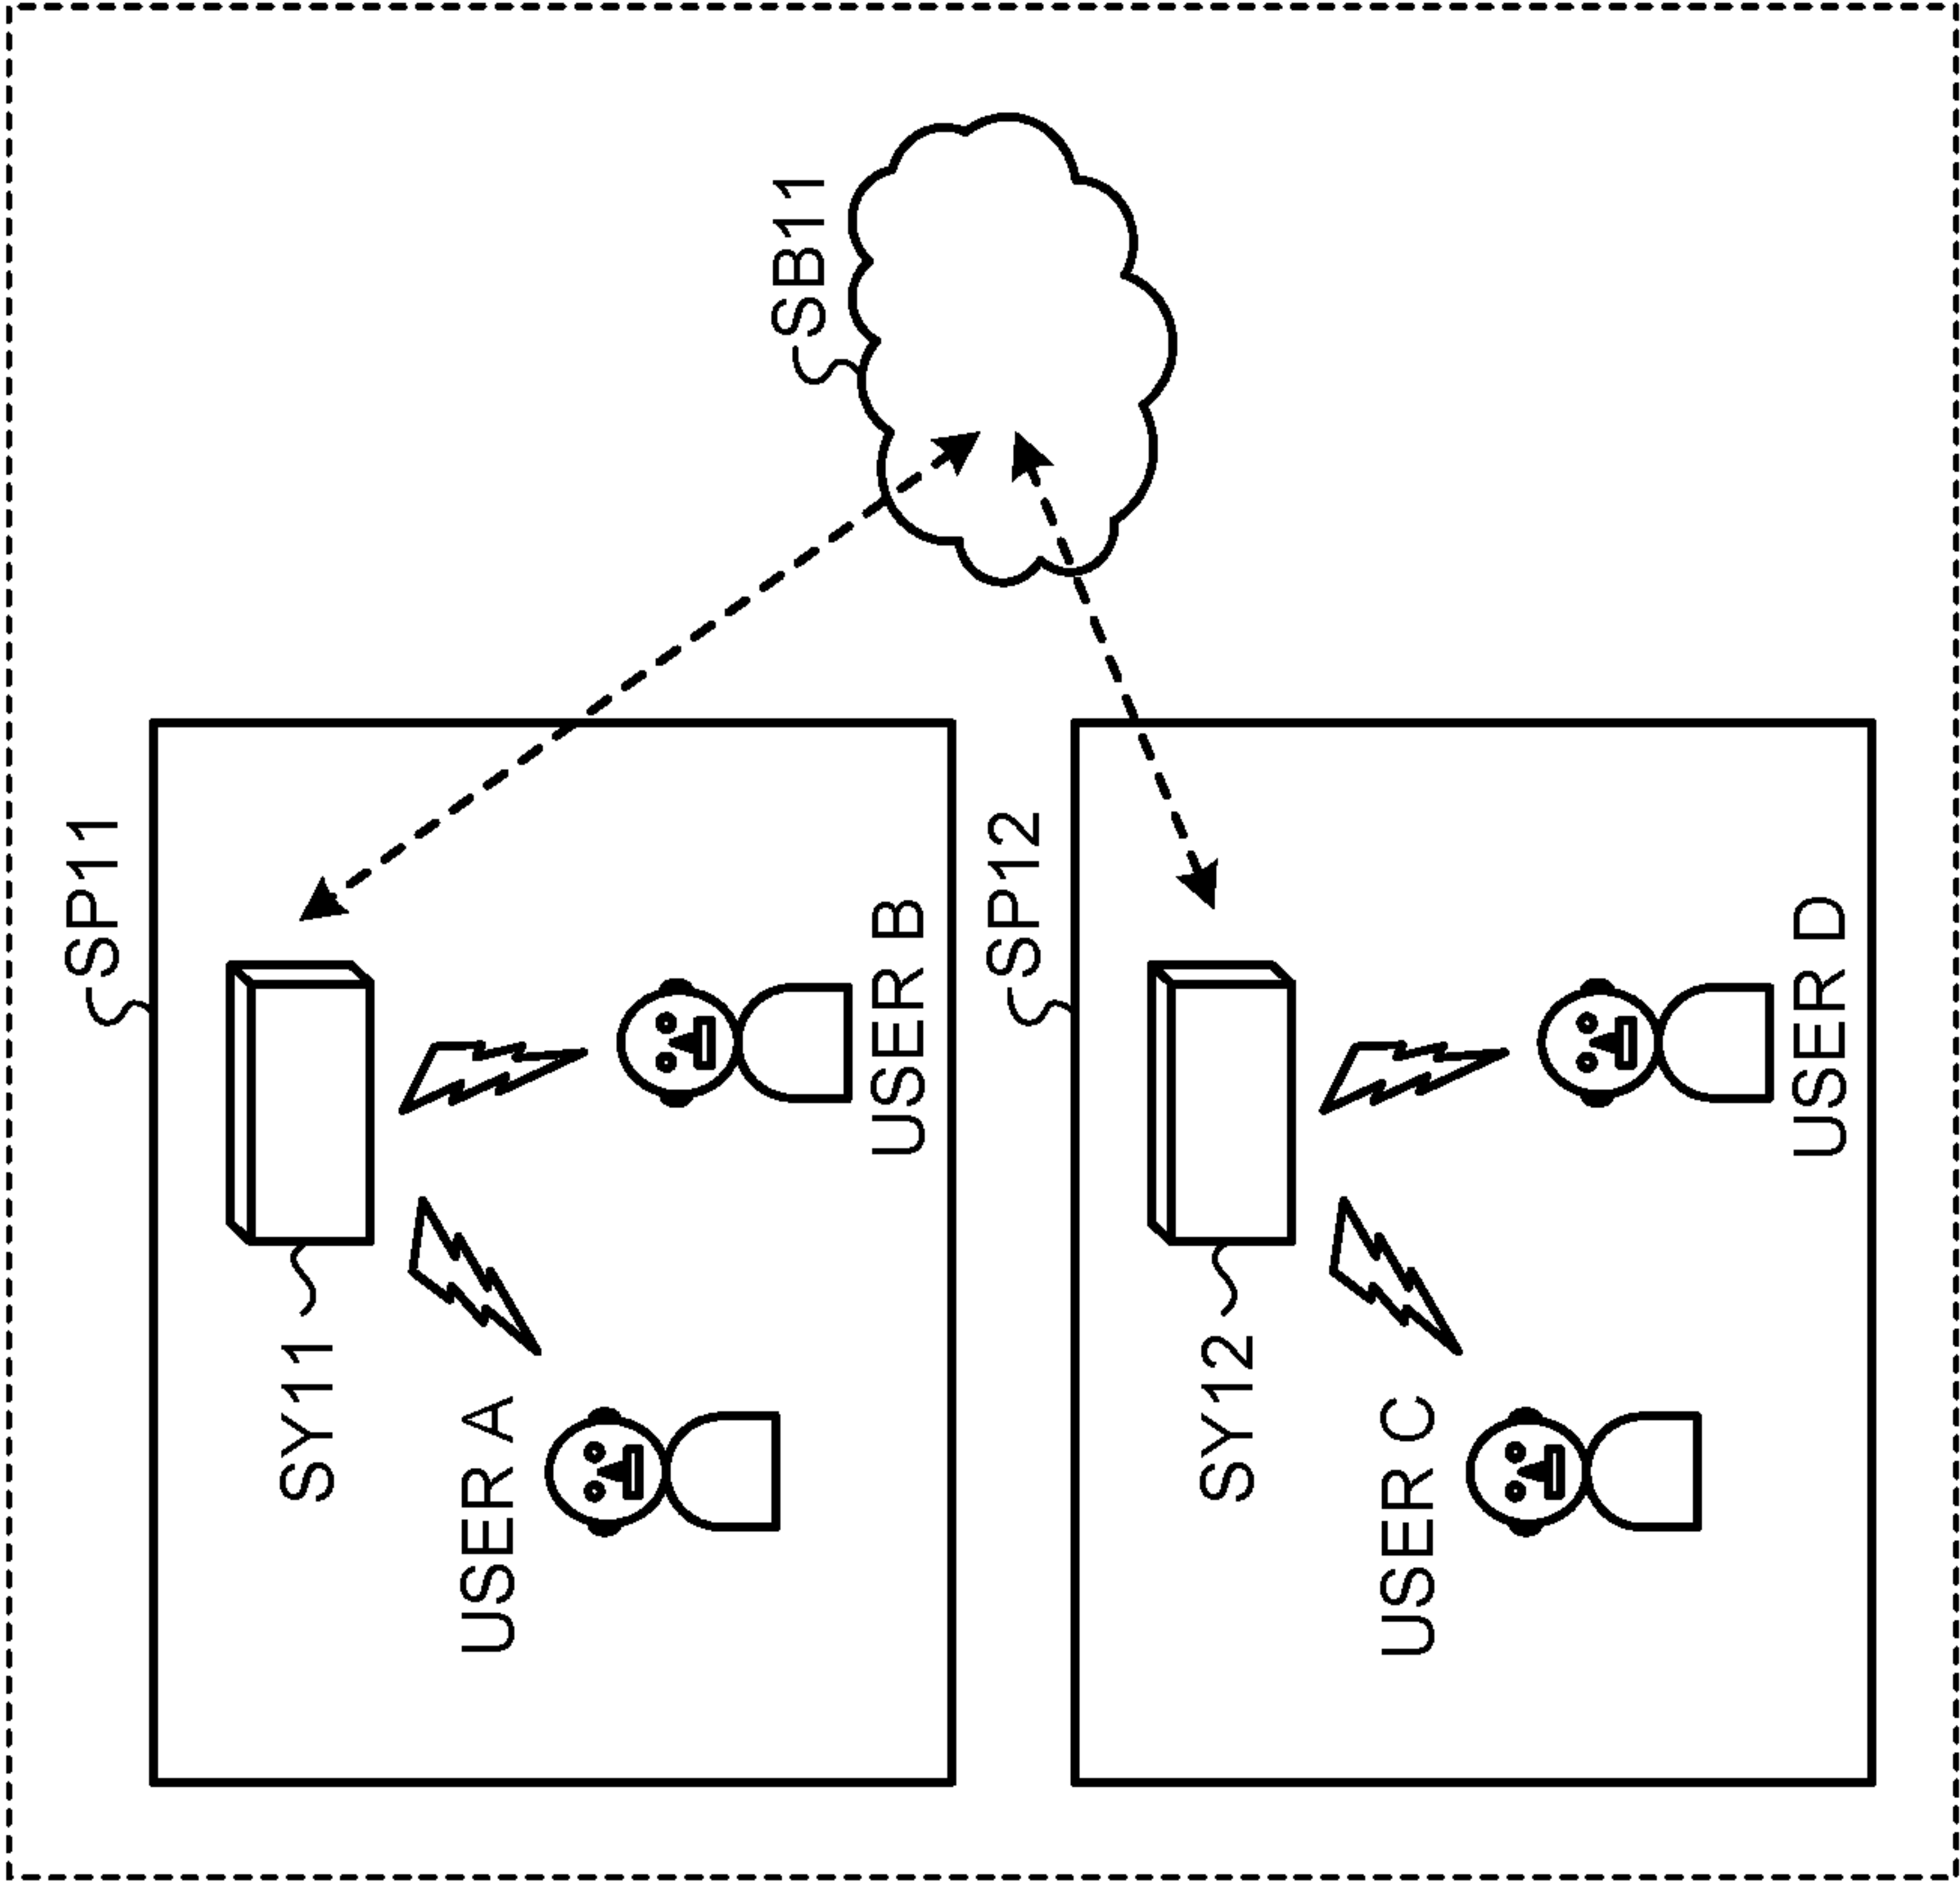 SP11
SY11
USER A
USER B
SP12
SY12
USER C
USER D
SB11